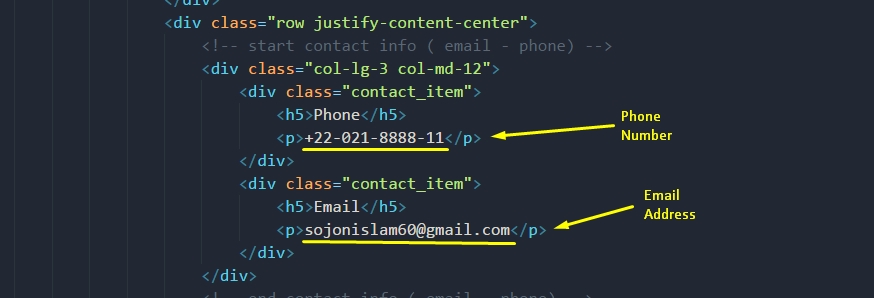 </div>
<div class="row justify-content-center">
<!-- start contact info ( email - phone) -->
<div class="col-lg-3 col-md-12">
<div class="contact_item">
<h5>Phone</h5>
<p>+22-021-8888-11</p>
Phone
Number
</div>
<div class="contact_item">
<h5>Email</h5>
<p>sojonislam60@gmail.com</p>
Email
Address
</div>
</div>
<!-- end contact info ( email - phone) -->